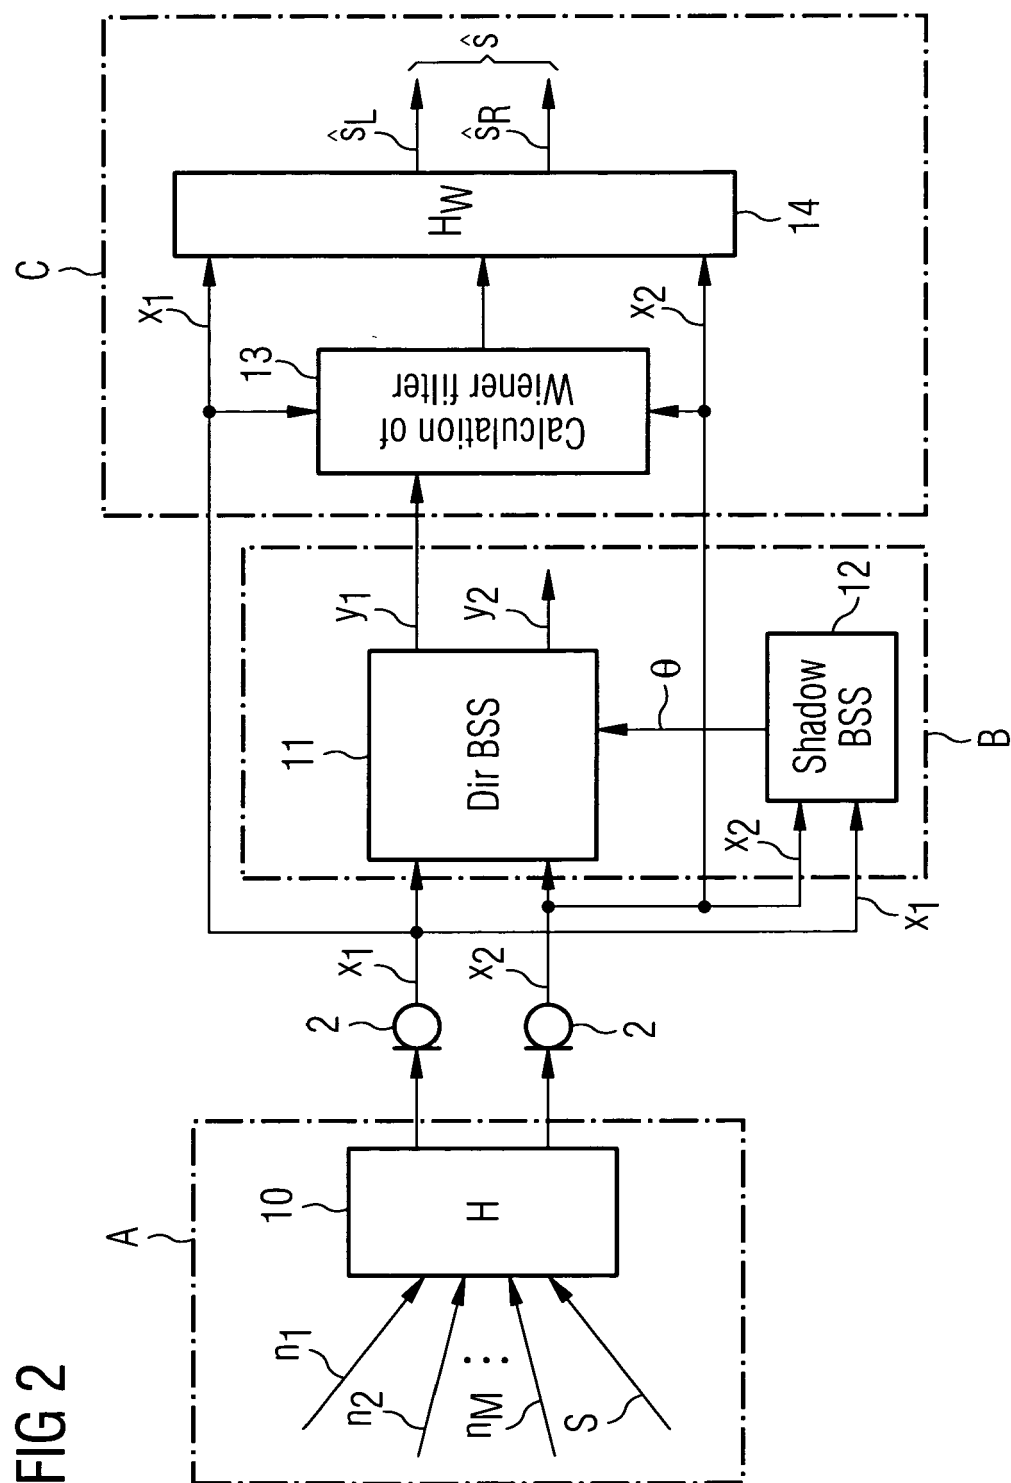 FIG 2
A
n1
n2
...
nM
S
10
H
2
2
x1
x2
11
Dir BSS
y1
y2
θ
12
Shadow
BSS
x2
x1
B
C
x1
13
Calculation of
Wiener filter
x2
HW
14
ŝL
ŝR
ŝ